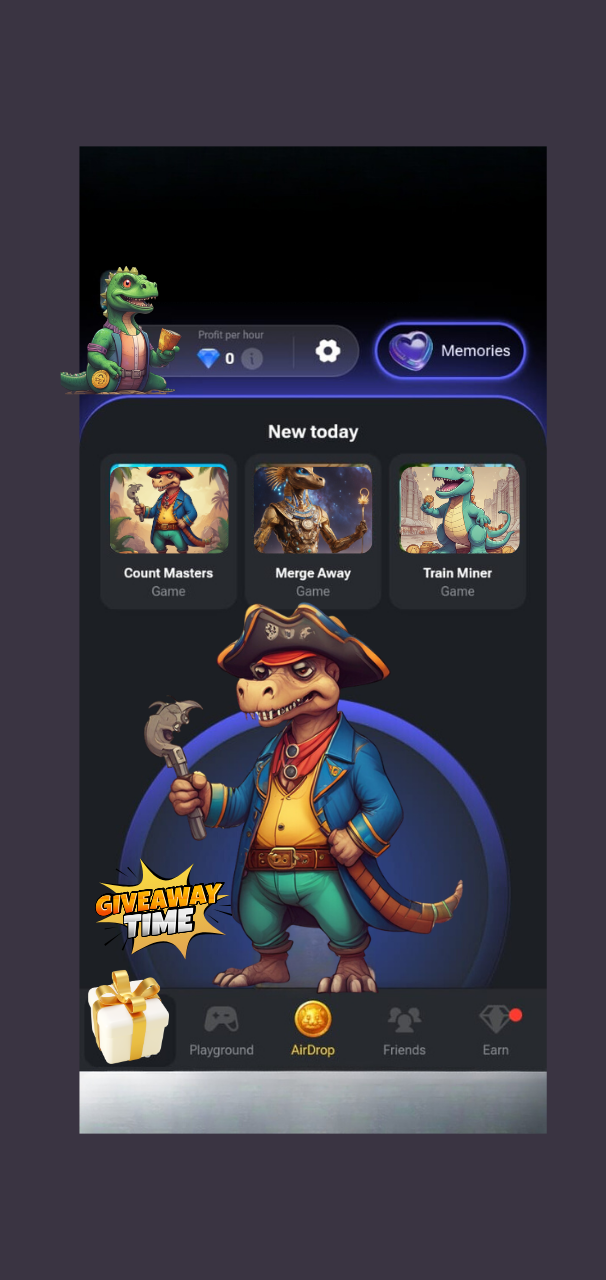 Profit per hour
0
Memories
New today
Count Masters
Game
Merge Away
Game
Train Miner
Game
GIVEAWAY
TIME
Playground
AirDrop
Friends
Earn